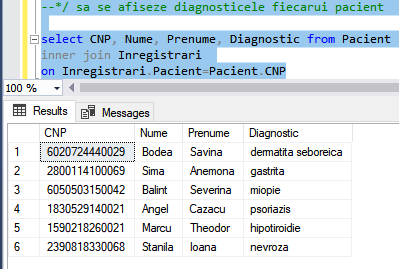 --*/ sa se afiseze diagnosticele fiecarui pacient
select CNP, Nume, Prenume, Diagnostic from Pacient
inner join Inregistrari
on Inregistrari.Pacient=Pacient.CNP
100 %
Results Messages
CNP Nume Prenume Diagnostic
1 6020724440029 Bodea Savina dermatita seboreica
2 2800114100069 Sima Anemona gastrita
3 6050503150042 Balint Severina miopie
4 1830529140021 Angel Cazacu psoriazis
5 1590218260021 Marcu Theodor hipotiroidie
6 2390818330068 Stanila Ioana nevroza